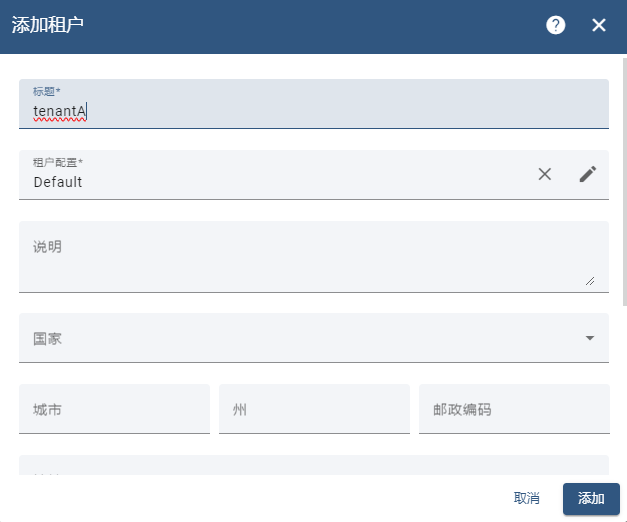 添加租户
标题*
tenantA
租户配置*
Default
说明
国家
城市
州
邮政编码
取消
添加